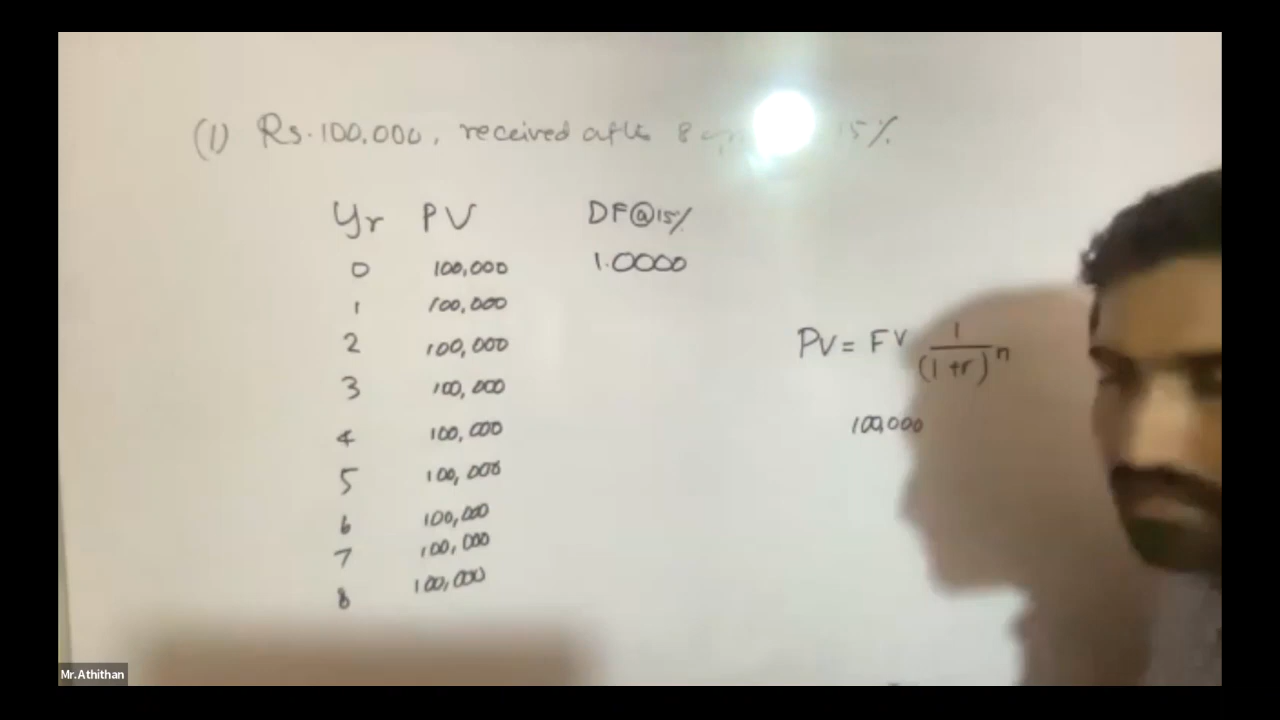 (1) Rs.100,000, received after 8 15%
Yr PV DF@15%
0 100,000 1.0000
1 100,000
2 100,000
3 100,000
4 100,000
5 100,000
6 100,000
7 100,000
8 100,000
PV = FV 1/(1+r)^n
100,000
Mr.Athithan